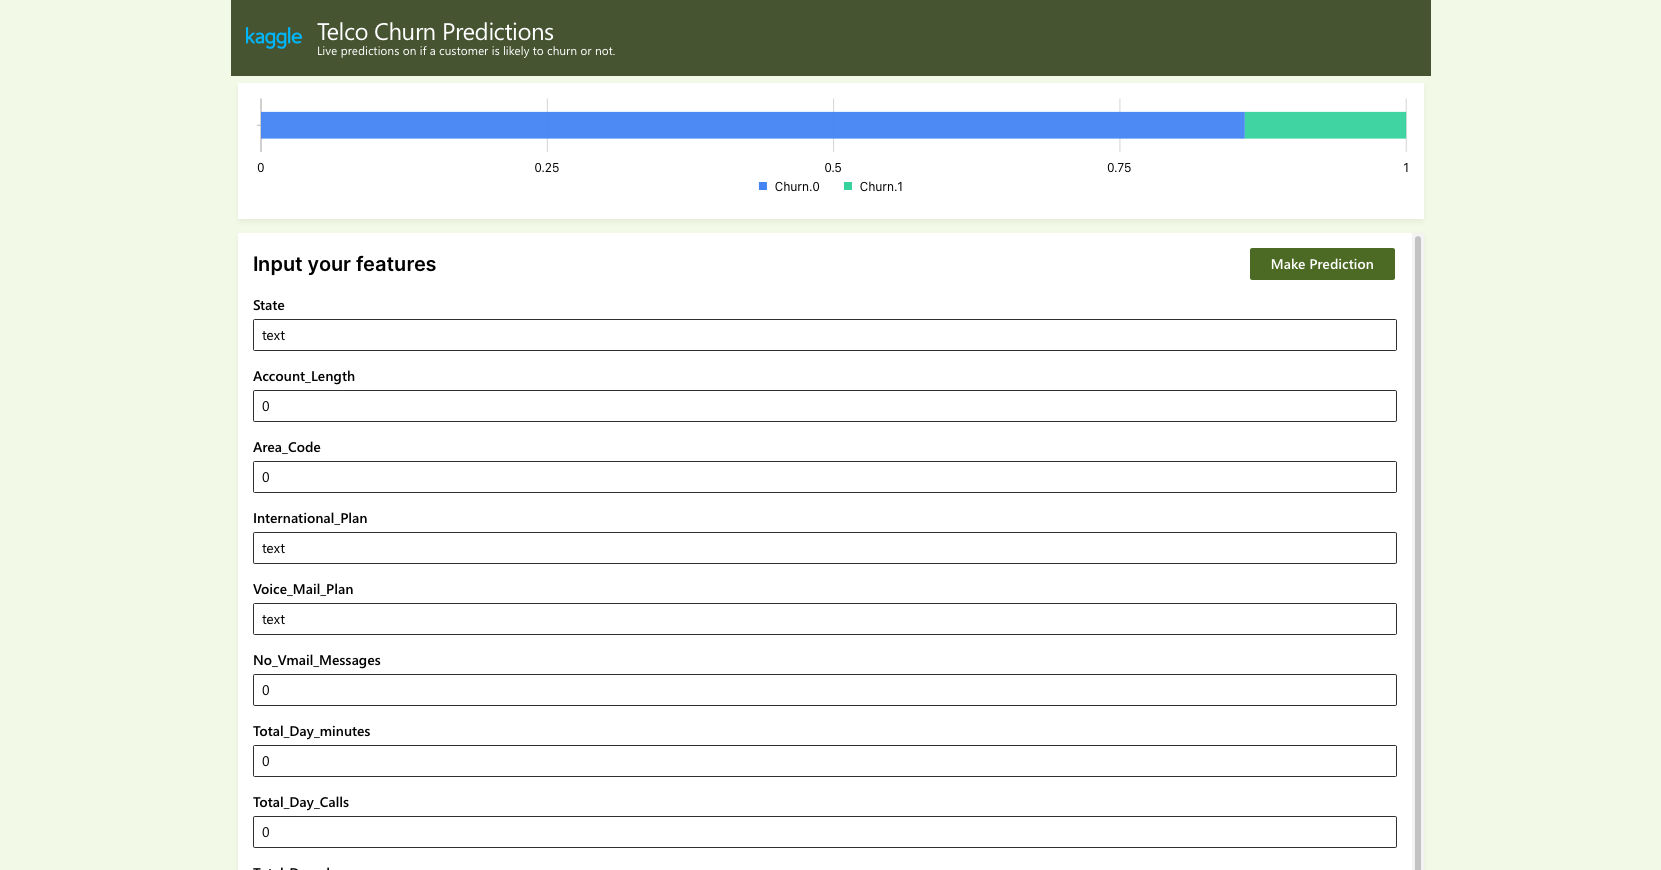 kaggle
Telco Churn Predictions
Live predictions on if a customer is likely to churn or not.
0 0.25 0.5 0.75 1
Churn.0 Churn.1
Input your features
Make Prediction
State
text
Account_Length
0
Area_Code
0
International_Plan
text
Voice_Mail_Plan
text
No_Vmail_Messages
0
Total_Day_minutes
0
Total_Day_Calls
0